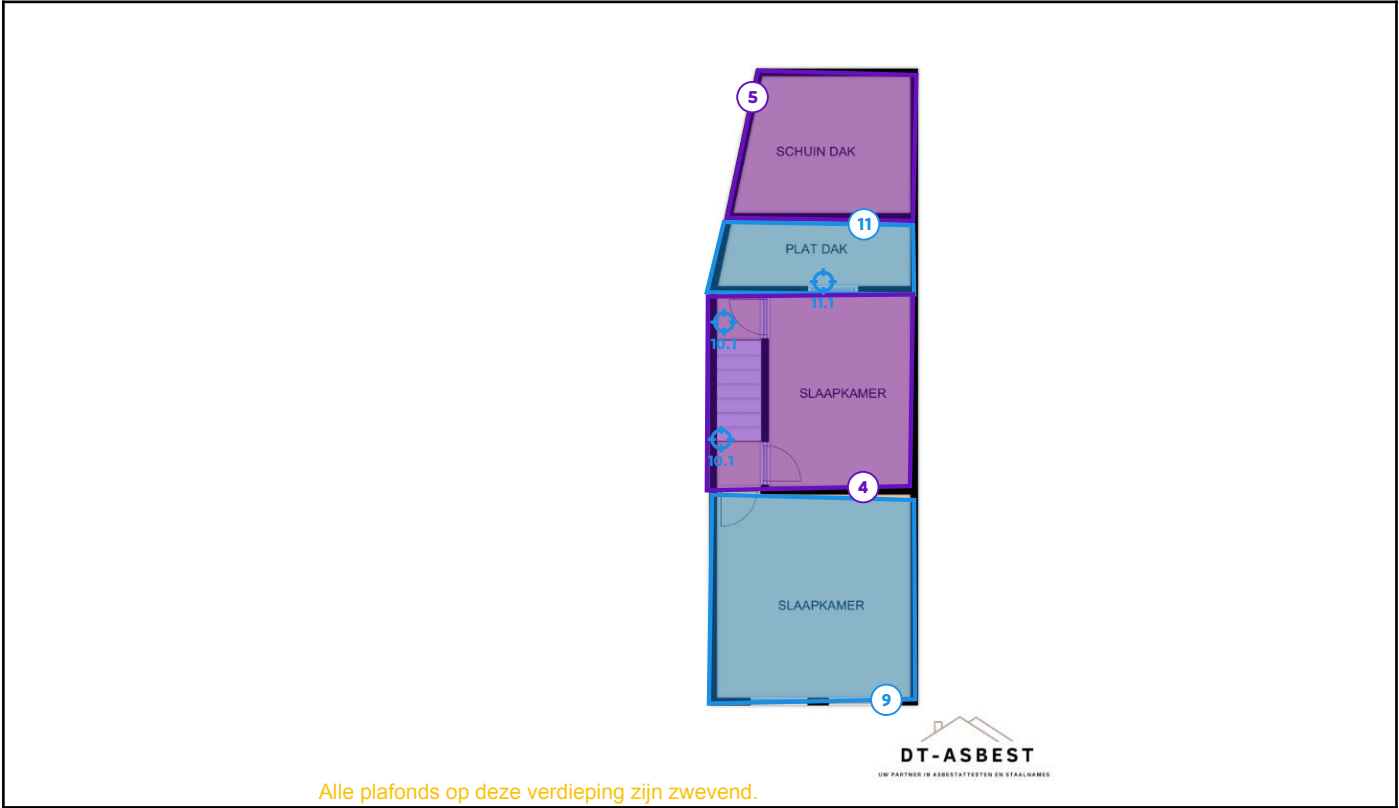 5
SCHUIN DAK
11
PLAT DAK
11.1
10.1
SLAAPKAMER
10.1
4
SLAAPKAMER
9
DT-ASBEST
UW PARTNER IN ASBESTATTESTEN EN STAALNAMES
Alle plafonds op deze verdieping zijn zwevend.